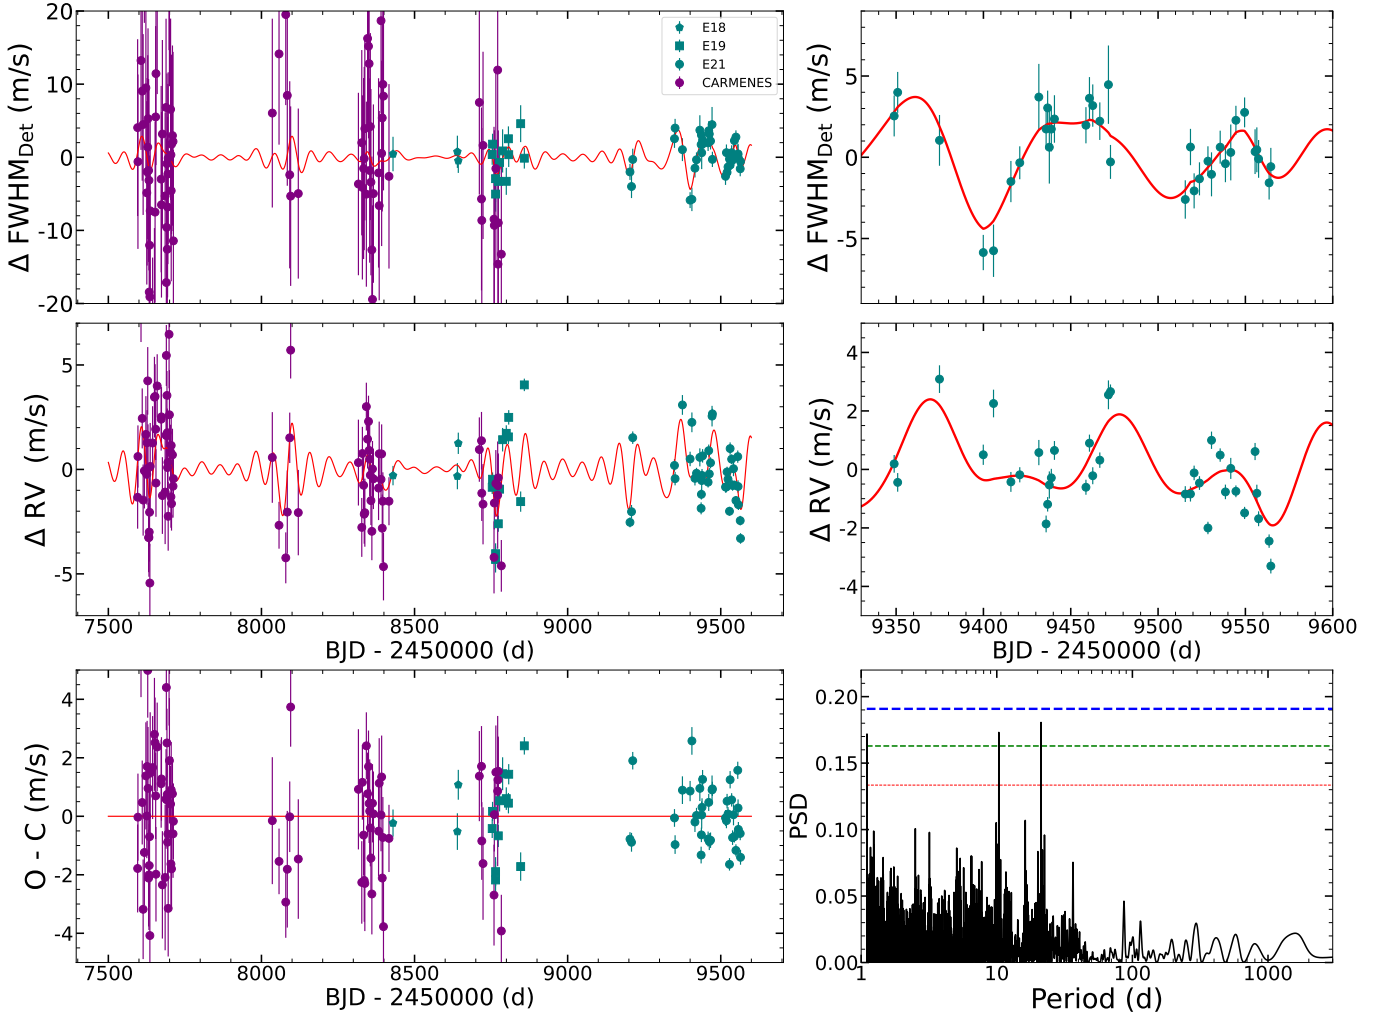 20
10
0
-10
-20
Δ FWHM_Det (m/s)
E18
E19
E21
CARMENES
5
0
-5
Δ FWHM_Det (m/s)
5
0
-5
Δ RV (m/s)
7500 8000 8500 9000 9500
BJD - 2450000 (d)
4
2
0
-2
-4
Δ RV (m/s)
9350 9400 9450 9500 9550 9600
BJD - 2450000 (d)
4
2
0
-2
-4
O - C (m/s)
7500 8000 8500 9000 9500
BJD - 2450000 (d)
0.20
0.15
0.10
0.05
0.00
PSD
1 10 100 1000
Period (d)